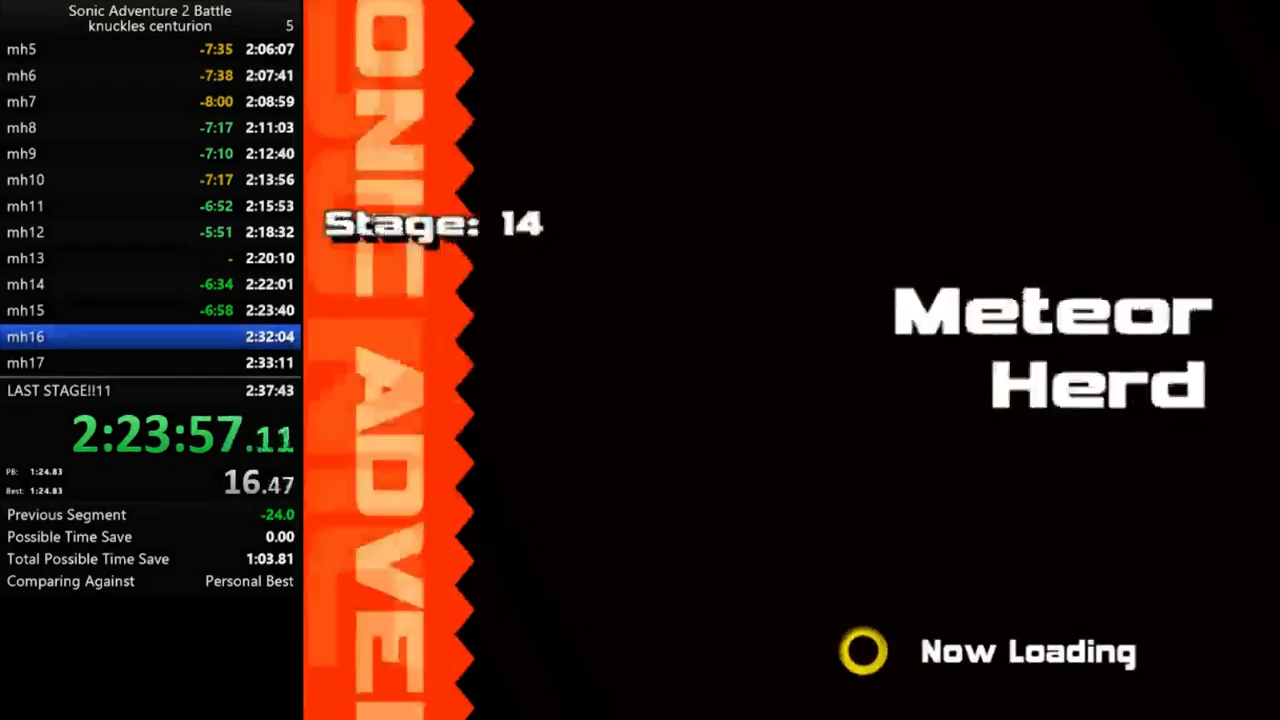 Sonic Adventure 2 Battle
knuckles centurion 5
mh5 -7:35 2:06:07
mh6 -7:38 2:07:41
mh7 -8:00 2:08:59
mh8 -7:17 2:11:03
mh9 -7:10 2:12:40
mh10 -7:17 2:13:56
mh11 -6:52 2:15:53
mh12 -5:51 2:18:32
mh13 - 2:20:10
mh14 -6:34 2:22:01
mh15 -6:58 2:23:40
mh16 2:32:04
mh17 2:33:11
LAST STAGE!!11 2:37:43
2:23:57.11
PB: 1:24.83
Best: 1:24.83
16.47
Previous Segment -24.0
Possible Time Save 0.00
Total Possible Time Save 1:03.81
Comparing Against Personal Best
ONIC ADVE
Stage: 14
Meteor
Herd
Now Loading